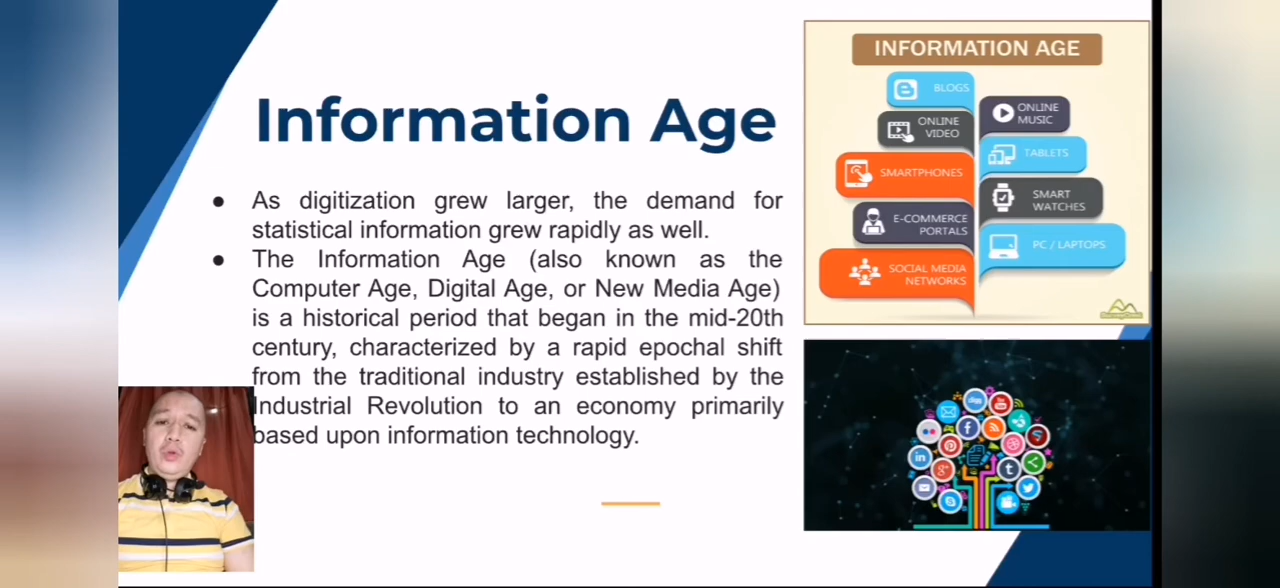 Information Age
● As digitization grew larger, the demand for
statistical information grew rapidly as well.
● The Information Age (also known as the
Computer Age, Digital Age, or New Media Age)
is a historical period that began in the mid-20th
century, characterized by a rapid epochal shift
from the traditional industry established by the
Industrial Revolution to an economy primarily
based upon information technology.
INFORMATION AGE
BLOGS
ONLINE
MUSIC
ONLINE
VIDEO
TABLETS
SMARTPHONES
SMART
WATCHES
E-COMMERCE
PORTALS
PC / LAPTOPS
SOCIAL MEDIA
NETWORKS
digg
You
in
g+
t
f